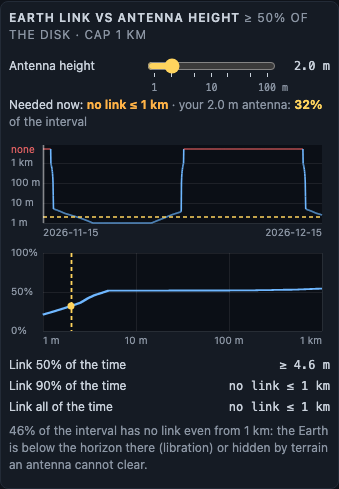 EARTH LINK VS ANTENNA HEIGHT ≥ 50% OF
THE DISK · CAP 1 KM
Antenna height 2.0 m
1 10 100 m
Needed now: no link ≤ 1 km · your 2.0 m antenna: 32%
of the interval
none
1 km
100 m
10 m
1 m
2026-11-15 2026-12-15
100%
50%
0%
1 m 10 m 100 m 1 km
Link 50% of the time ≥ 4.6 m
Link 90% of the time no link ≤ 1 km
Link all of the time no link ≤ 1 km
46% of the interval has no link even from 1 km: the Earth
is below the horizon there (libration) or hidden by terrain
an antenna cannot clear.